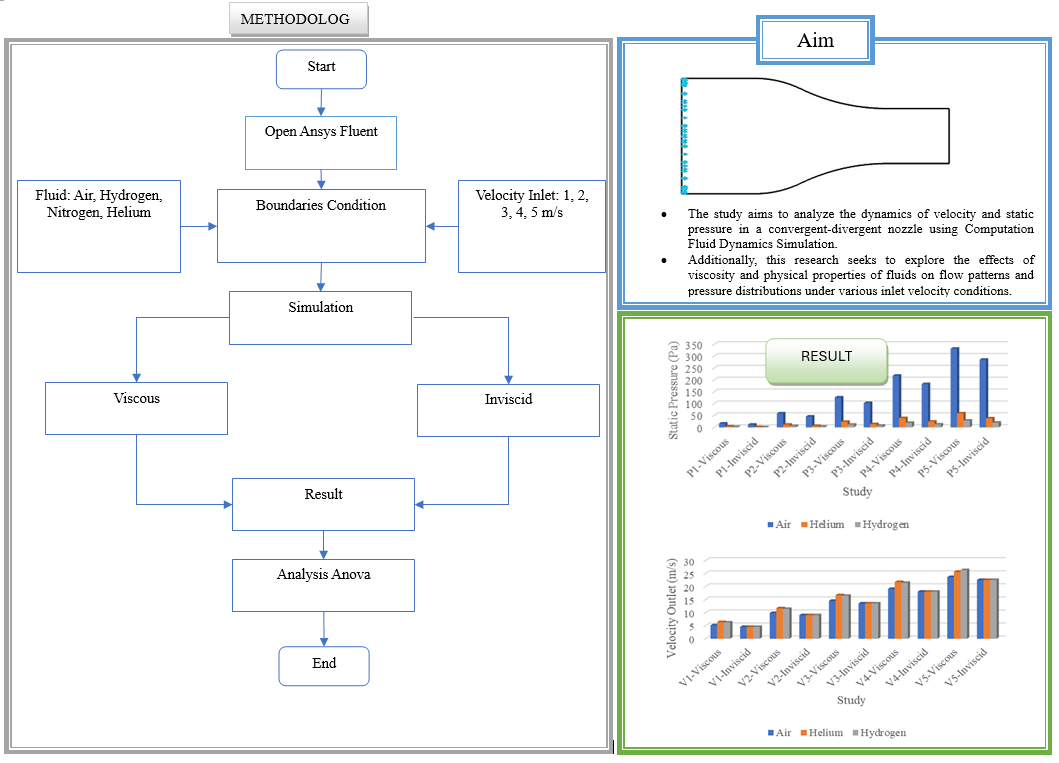 METHODOLOG
Start
Open Ansys Fluent
Fluid: Air, Hydrogen,
Nitrogen, Helium
Boundaries Condition
Velocity Inlet: 1, 2,
3, 4, 5 m/s
Simulation
Viscous
Inviscid
Result
Analysis Anova
End
Aim
• The study aims to analyze the dynamics of velocity and static
pressure in a convergent-divergent nozzle using Computation
Fluid Dynamics Simulation.
• Additionally, this research seeks to explore the effects of
viscosity and physical properties of fluids on flow patterns and
pressure distributions under various inlet velocity conditions.
RESULT
Static Pressure (Pa)
350
300
250
200
150
100
50
0
P1-Viscous
P1-Inviscid
P2-Viscous
P2-Inviscid
P3-Viscous
P3-Inviscid
P4-Viscous
P4-Inviscid
P5-Viscous
P5-Inviscid
Study
Air Helium Hydrogen
Velocity Outlet (m/s)
30
25
20
15
10
5
0
V1-Viscous
V1-Inviscid
V2-Viscous
V2-Inviscid
V3-Viscous
V3-Inviscid
V4-Viscous
V4-Inviscid
V5-Viscous
V5-Inviscid
Study
Air Helium Hydrogen